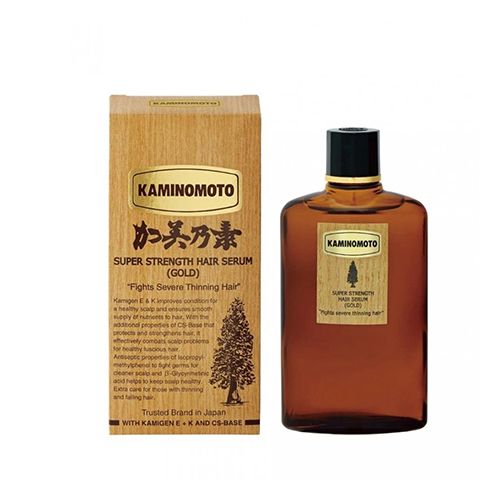 KAMINOMOTO
KAMINOMOTO
加美乃素
SUPER STRENGTH HAIR SERUM
(GOLD)
"Fights Severe Thinning Hair"
Kamigen E & K improves condition for
a healthy scalp and ensures smooth
supply of nutrients to hair. With the
additional properties of CS-Base that
protects and strengthens hair, it
effectively combats scalp problems
for healthy luscious hair.
Antiseptic properties of Isopropyl-
methylphenol to fight germs for
cleaner scalp and β-Glycyrrhetinic
acid helps to keep scalp healthy.
Extra care for those with thinning
and falling hair.
Trusted Brand in Japan
WITH KAMIGEN E + K AND CS-BASE
KAMINOMOTO
SUPER STRENGTH
HAIR SERUM
(GOLD)
"Fights severe thinning hair"